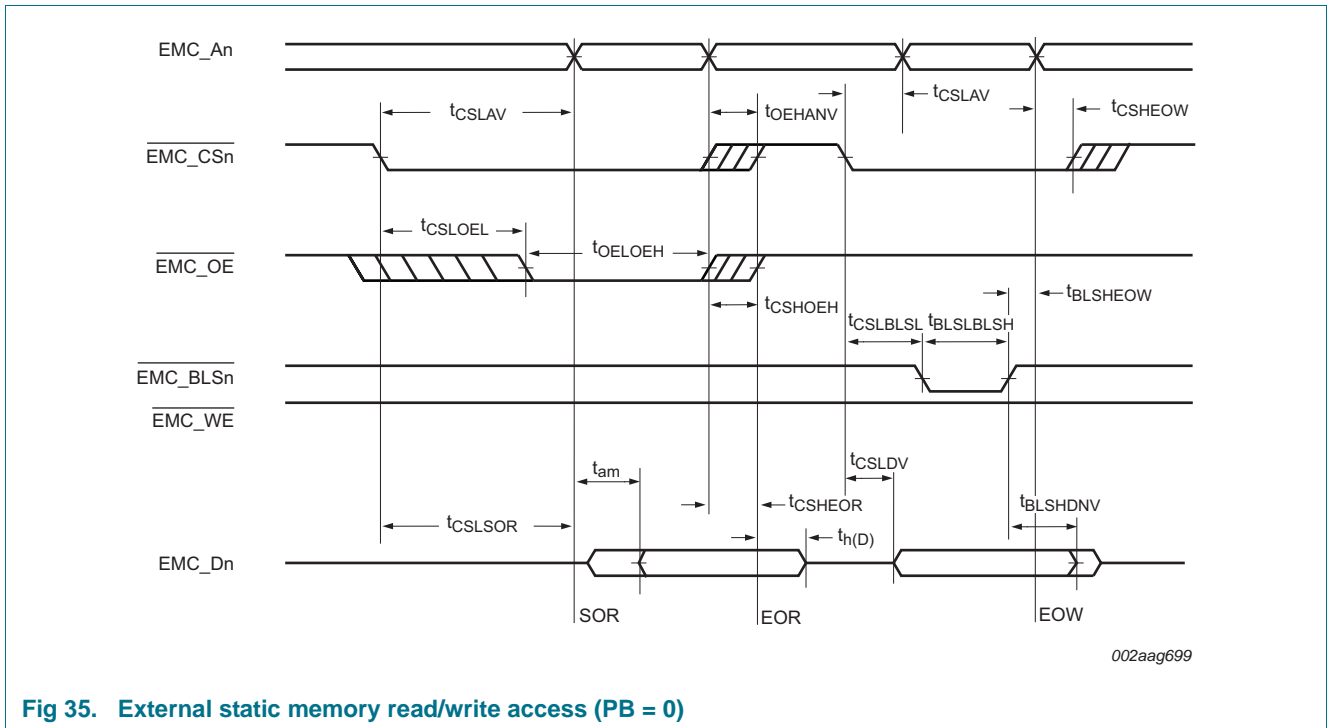 EMC_An
tCSLAV
tOEHANV
tCSLAV
tCSHEOW
EMC_CSn
tCSLOEL
tOELOEH
EMC_OE
tCSHOEH
tBLSHEOW
tCSLBLSL
tBLSLBLSH
EMC_BLSn
EMC_WE
tam
tCSLDV
tCSLSOR
tCSHEOR
tBLSHDNV
th(D)
EMC_Dn
SOR
EOR
EOW
002aag699
Fig 35. External static memory read/write access (PB = 0)